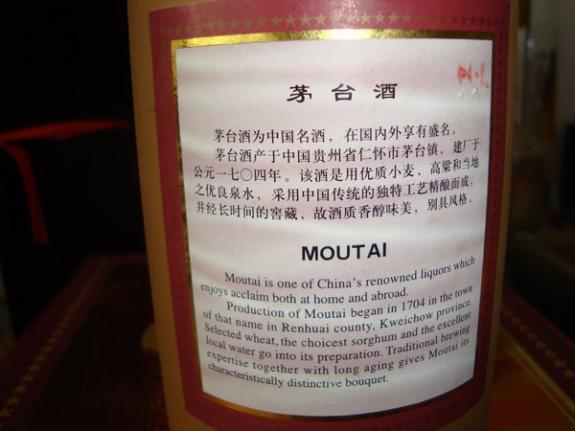 茅台酒
茅台酒为中国名酒，在国内外享有盛名。
茅台酒产于中国贵州省仁怀市茅台镇，建厂于
公元一七〇四年。该酒是用优质小麦、高粱和当地
之优良泉水，采用中国传统的独特工艺精酿而成，
并经长时间的窖藏，故酒质香醇味美，别具风格。
MOUTAI
Moutai is one of China's renowned liquors which
enjoys acclaim both at home and abroad.
Production of Moutai began in 1704 in the town
of that name in Renhuai county, Kweichow province.
Selected wheat, the choicest sorghum and the excellent
local water go into its preparation. Traditional brewing
expertise together with long aging gives Moutai its
characteristically distinctive bouquet.